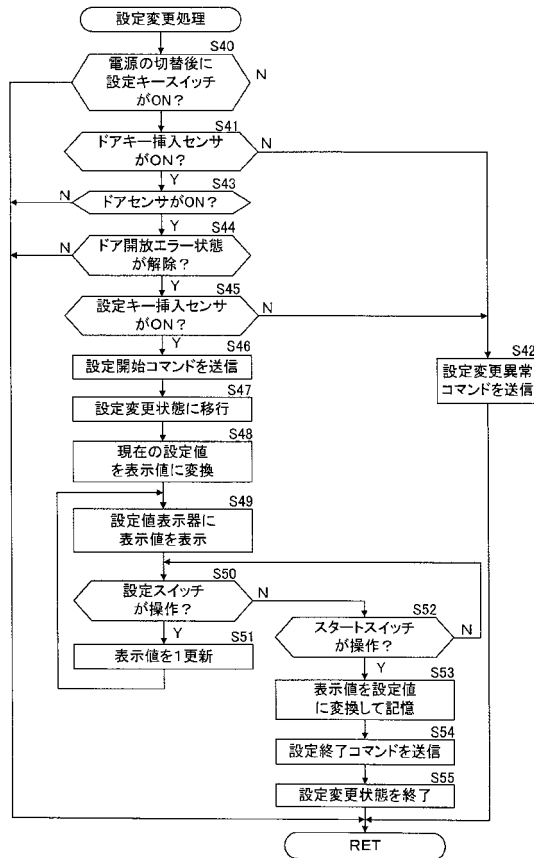 設定変更処理
S40
電源の切替後に
設定キースイッチ
がON?
N
S41
ドアキー挿入センサ
がON?
N
Y
S43
N
ドアセンサがON?
Y
S44
N
ドア開放エラー状態
が解除?
Y
S45
設定キー挿入センサ
がON?
N
Y
S46
設定開始コマンドを送信
S42
設定変更異常
コマンドを送信
S47
設定変更状態に移行
S48
現在の設定値
を表示値に変換
S49
設定値表示器に
表示値を表示
S50
設定スイッチ
が操作?
N
Y
S51
表示値を1更新
S52
スタートスイッチ
が操作?
N
Y
S53
表示値を設定値
に変換して記憶
S54
設定終了コマンドを送信
S55
設定変更状態を終了
RET